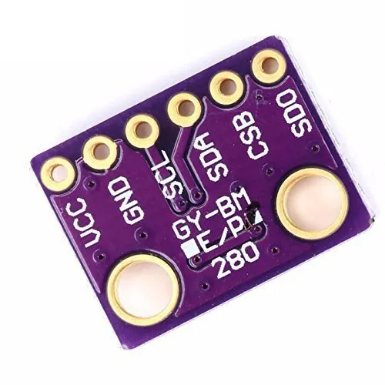 VCC
GND
SCL
SDA
CSB
SDO
GY-BM
E/P
280